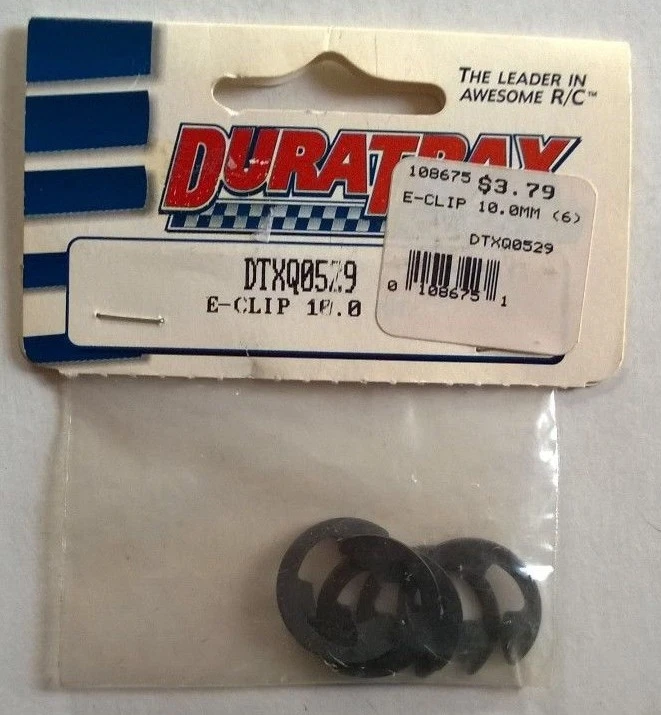 THE LEADER IN
AWESOME R/C™
DURATRAX
108675 $3.79
E-CLIP 10.0MM (6)
DTXQ0529
0 108675 1
DTXQ0529
E-CLIP 10.0